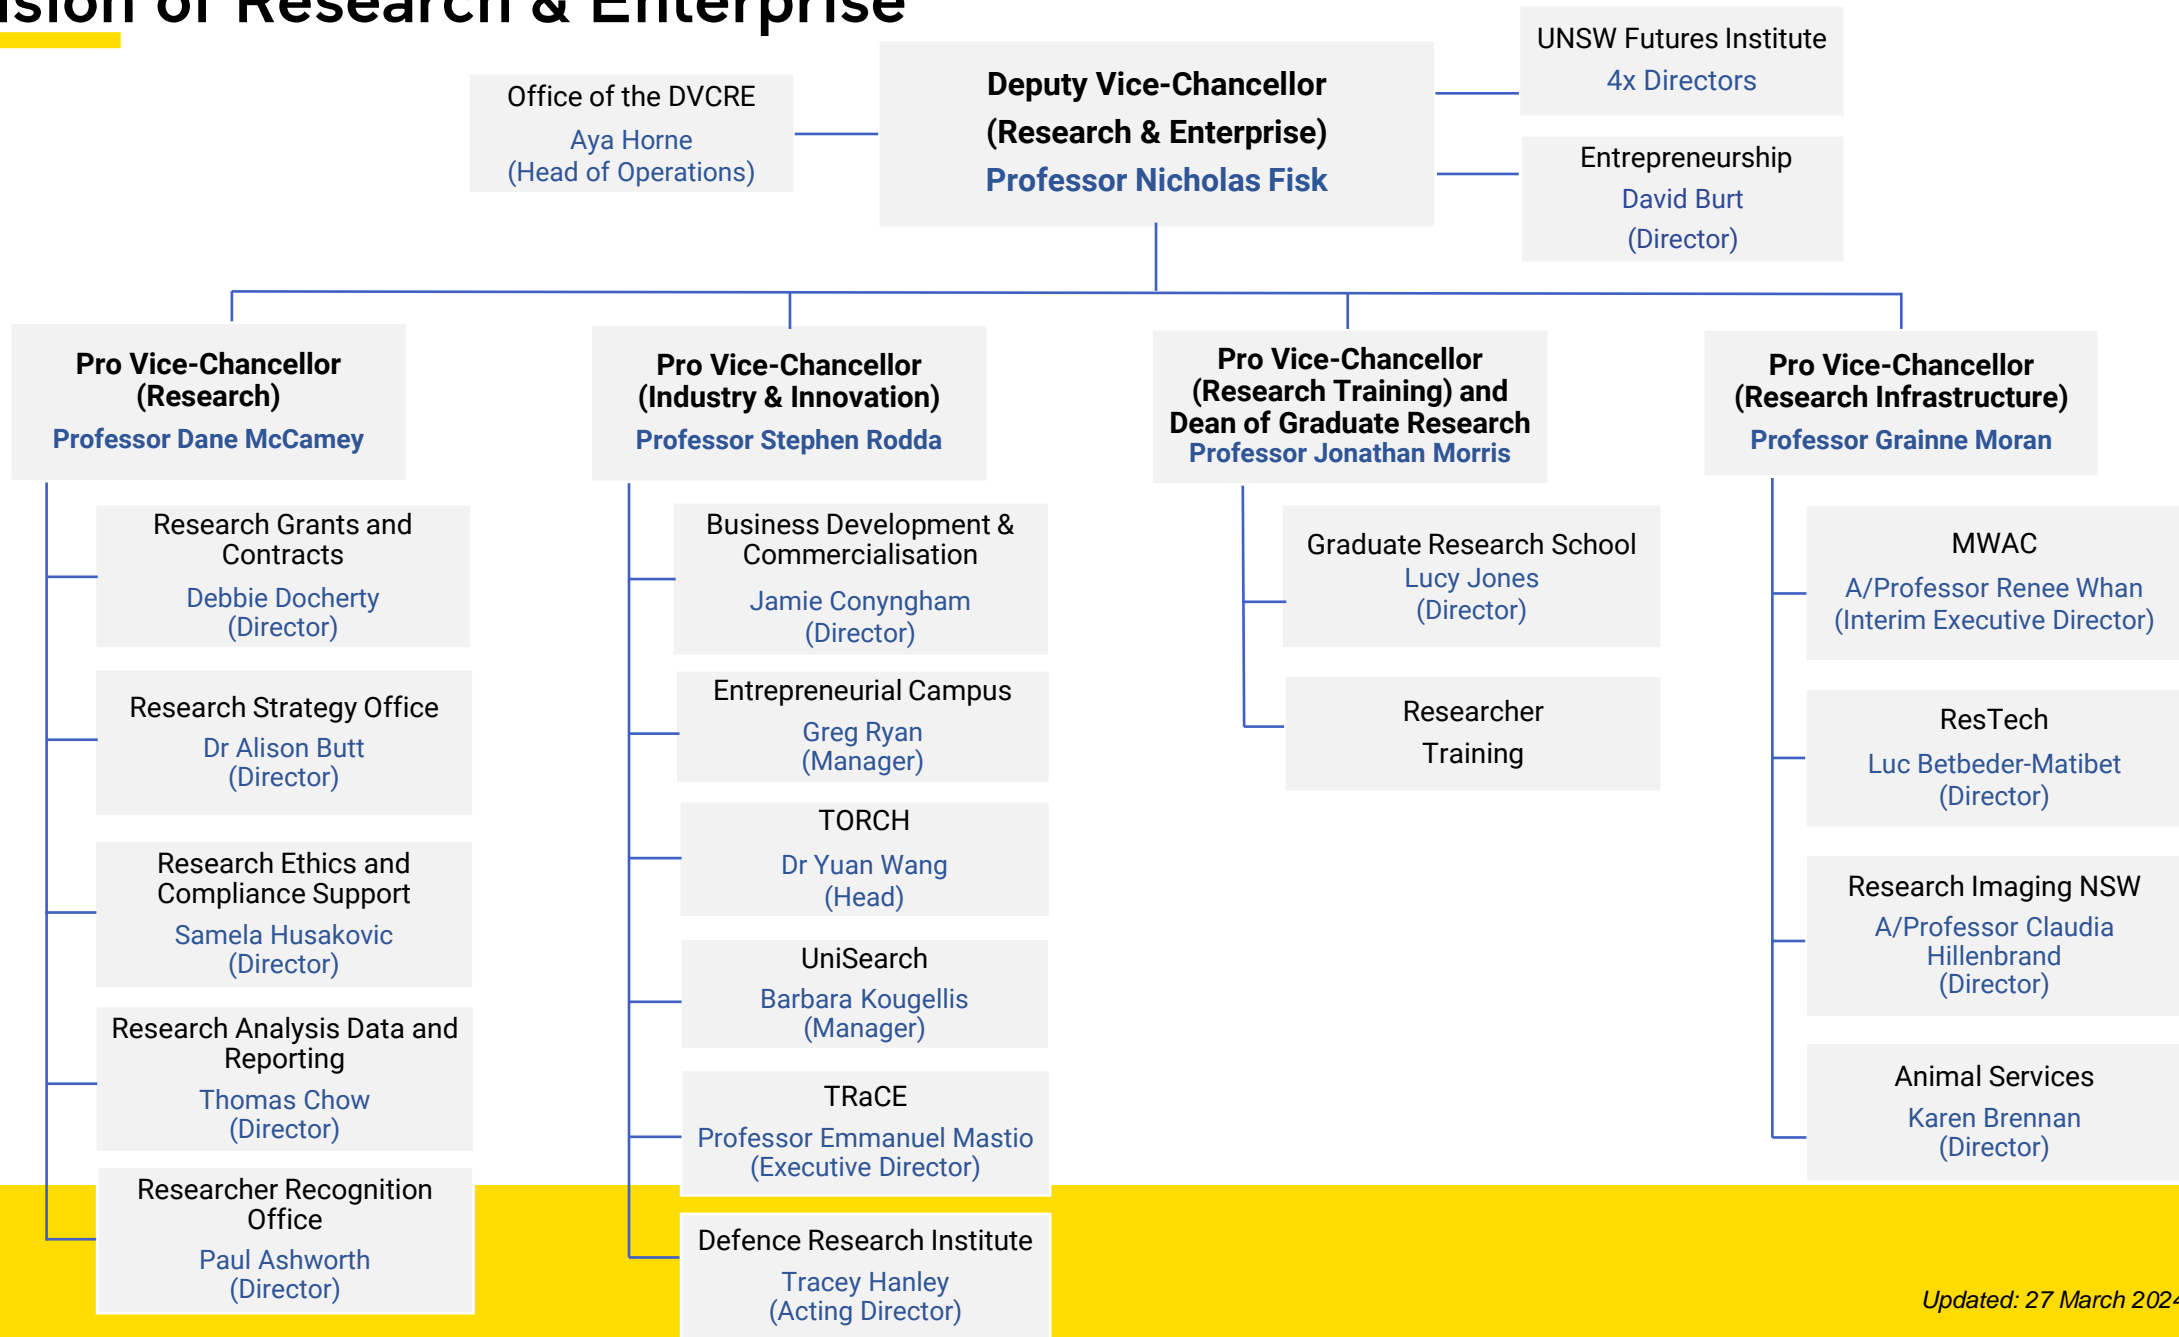 of Research & Enterprise
Office of the DVCRE
Aya Horne
(Head of Operations)
Deputy Vice-Chancellor
(Research & Enterprise)
Professor Nicholas Fisk
UNSW Futures Institute
4x Directors
Entrepreneurship
David Burt
(Director)
Pro Vice-Chancellor
(Research)
Professor Dane McCamey
Research Grants and
Contracts
Debbie Docherty
(Director)
Research Strategy Office
Dr Alison Butt
(Director)
Research Ethics and
Compliance Support
Samela Husakovic
(Director)
Research Analysis Data and
Reporting
Thomas Chow
(Director)
Researcher Recognition
Office
Paul Ashworth
(Director)
Pro Vice-Chancellor
(Industry & Innovation)
Professor Stephen Rodda
Business Development &
Commercialisation
Jamie Conyngham
(Director)
Entrepreneurial Campus
Greg Ryan
(Manager)
TORCH
Dr Yuan Wang
(Head)
UniSearch
Barbara Kougellis
(Manager)
TRaCE
Professor Emmanuel Mastio
(Executive Director)
Defence Research Institute
Tracey Hanley
(Acting Director)
Pro Vice-Chancellor
(Research Training) and
Dean of Graduate Research
Professor Jonathan Morris
Graduate Research School
Lucy Jones
(Director)
Researcher
Training
Pro Vice-Chancellor
(Research Infrastructure)
Professor Grainne Moran
MWAC
A/Professor Renee Whan
(Interim Executive Director)
ResTech
Luc Betbeder-Matibet
(Director)
Research Imaging NSW
A/Professor Claudia
Hillenbrand
(Director)
Animal Services
Karen Brennan
(Director)
Updated: 27 March 2024